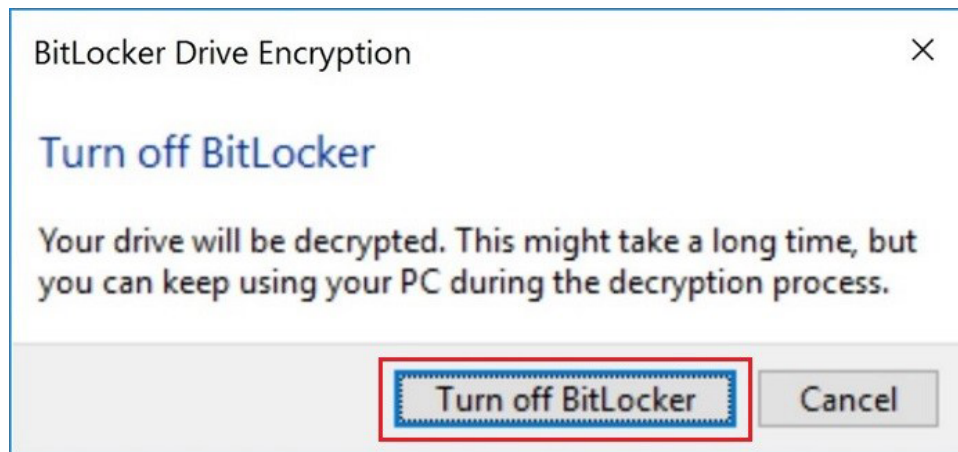 BitLocker Drive Encryption
Turn off BitLocker
Your drive will be decrypted. This might take a long time, but
you can keep using your PC during the decryption process.
Turn off BitLocker
Cancel